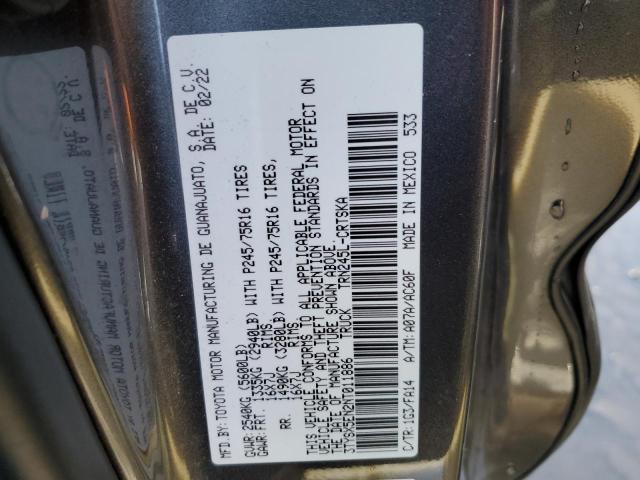 MFD.BY: TOYOTA MOTOR MANUFACTURING DE GUANAJUATO, S.A. DE C.V.
DATE: 02/22
GVWR: 2540KG (5600LB)
GAWR: FRT. 1335KG (2940LB) WITH P245/75R16 TIRES,
16X7J RIMS,
RR. 1490KG (3280LB) WITH P245/75R16 TIRES,
16X7J RIMS
THIS VEHICLE CONFORMS TO ALL APPLICABLE FEDERAL MOTOR
VEHICLE SAFETY AND THEFT PREVENTION STANDARDS IN EFFECT ON
THE DATE OF MANUFACTURE SHOWN ABOVE.
3TYSX5EN2NT011886 TRUCK TRN245L-CRTSKA
C/TR: 1G3/FA14 A/TM: A07A/AC60F MADE IN MEXICO 533